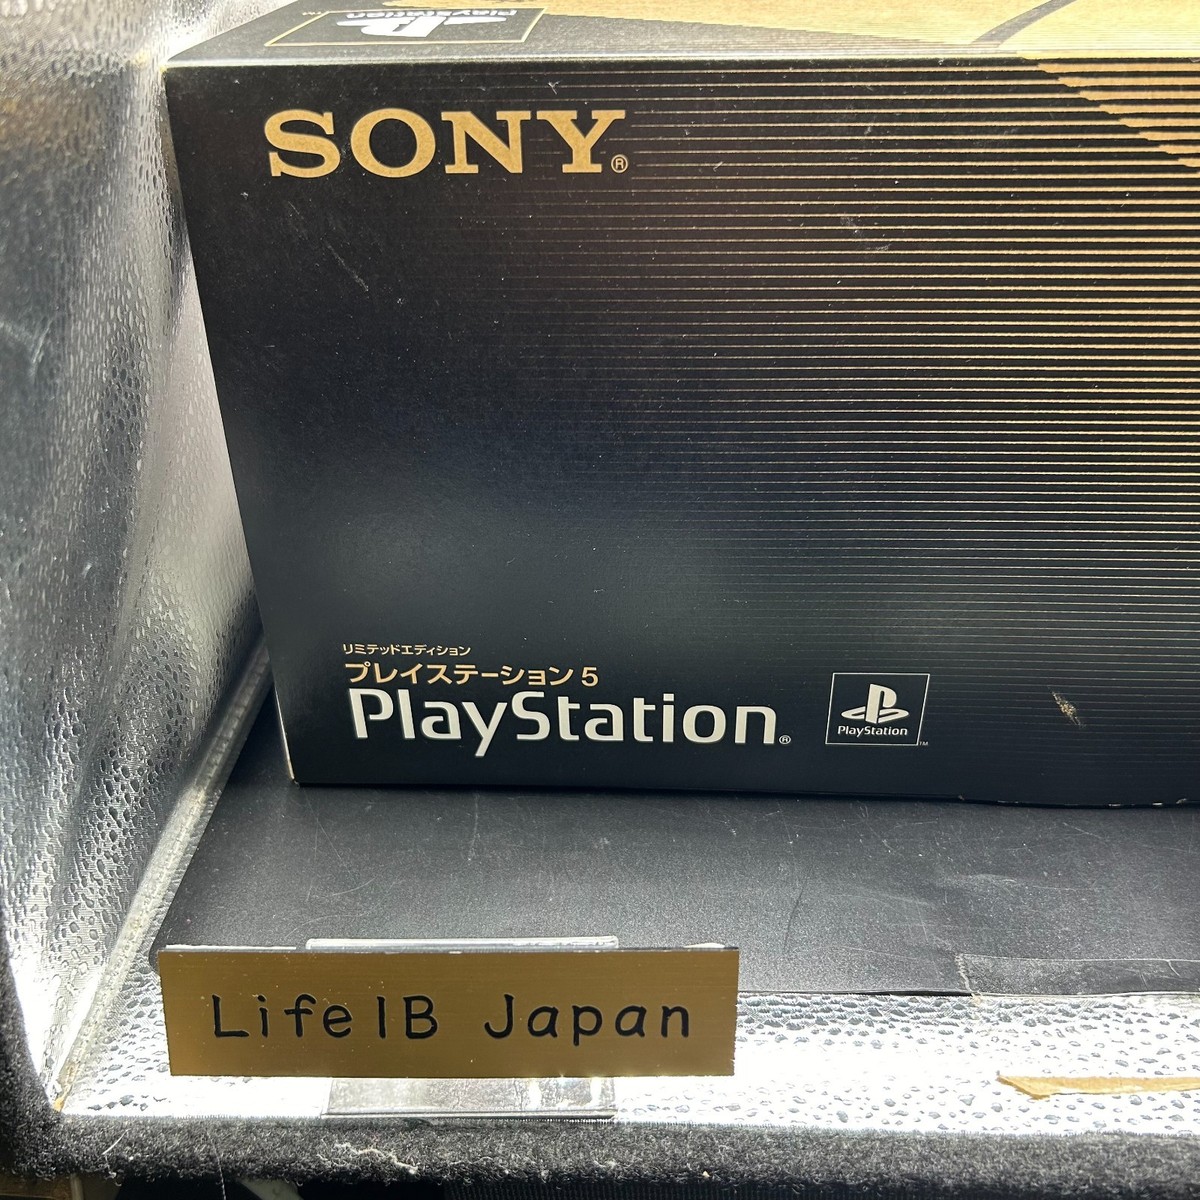 PlayStation
SONY®
リミテッドエディション
プレイステーション 5
PlayStation®
PlayStation™
Life1B Japan